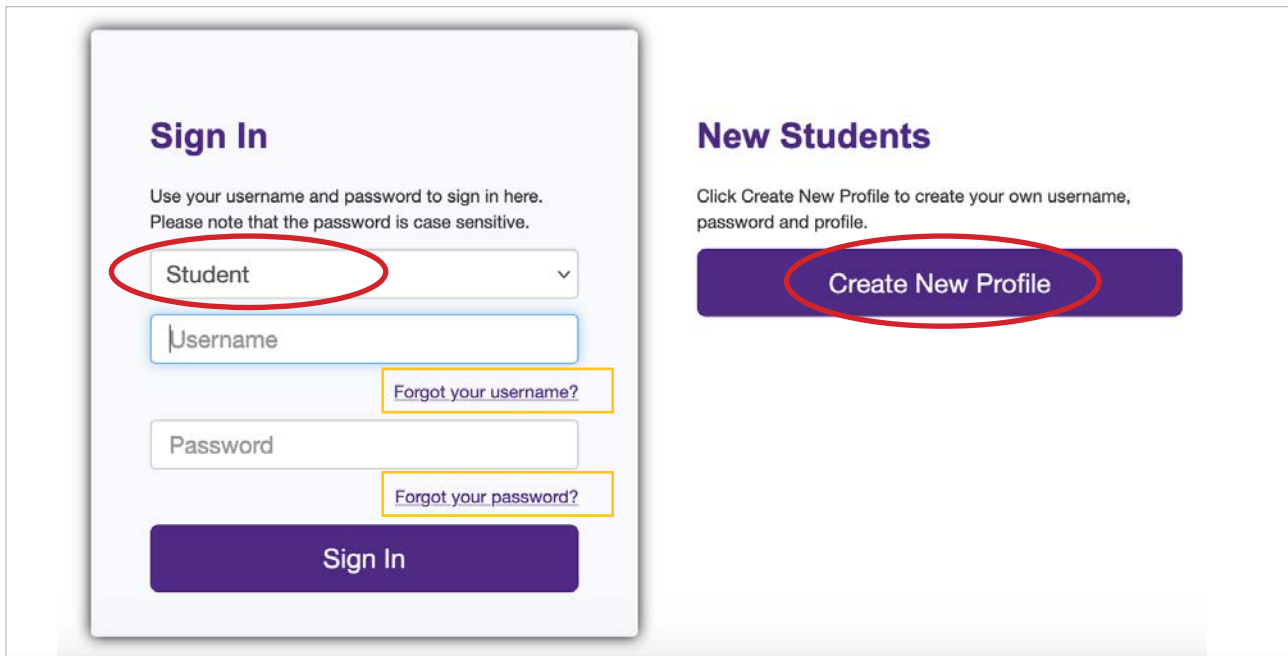 Sign In
Use your username and password to sign in here.
Please note that the password is case sensitive.
Student
Username
Forgot your username?
Password
Forgot your password?
Sign In
New Students
Click Create New Profile to create your own username,
password and profile.
Create New Profile